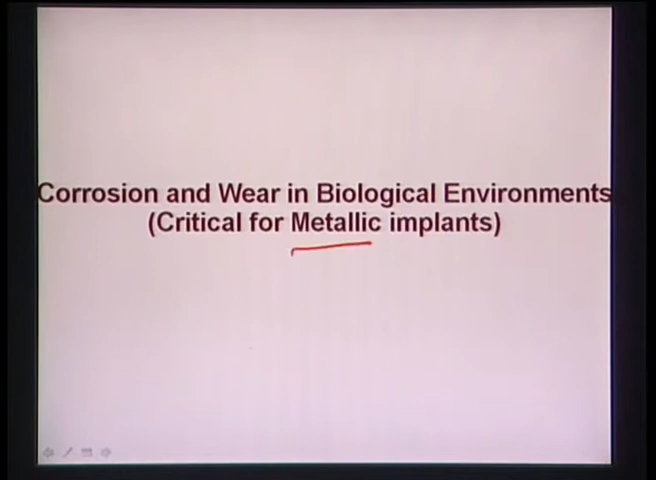 Corrosion and Wear in Biological Environments
(Critical for Metallic implants)